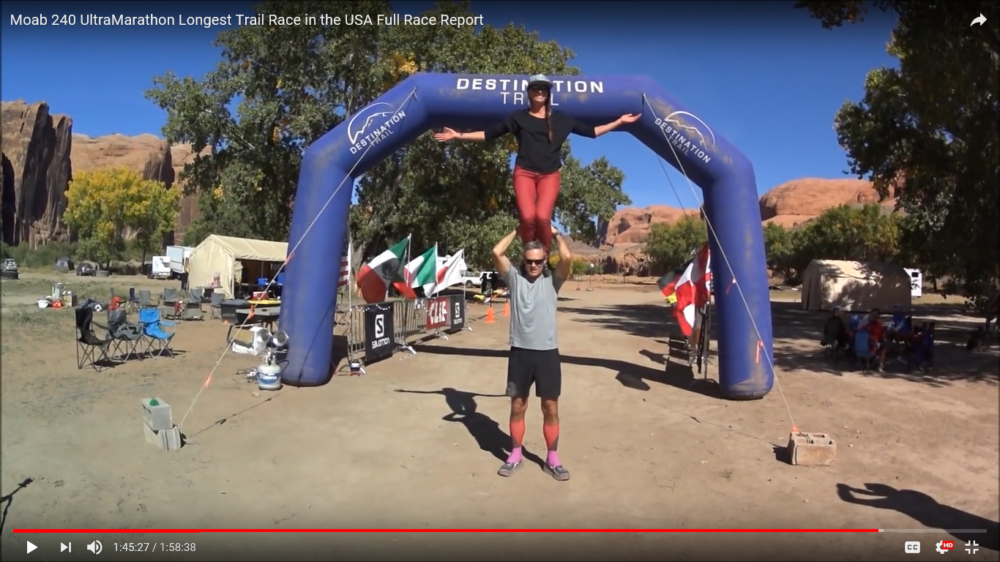 Moab 240 UltraMarathon Longest Trail Race in the USA Full Race Report
DESTINATION
TRAIL
DESTINATION
TRAIL
DESTINATION
TRAIL
S
SALOMON
CLIF
S
1:45:27 / 1:58:38
CC
HD